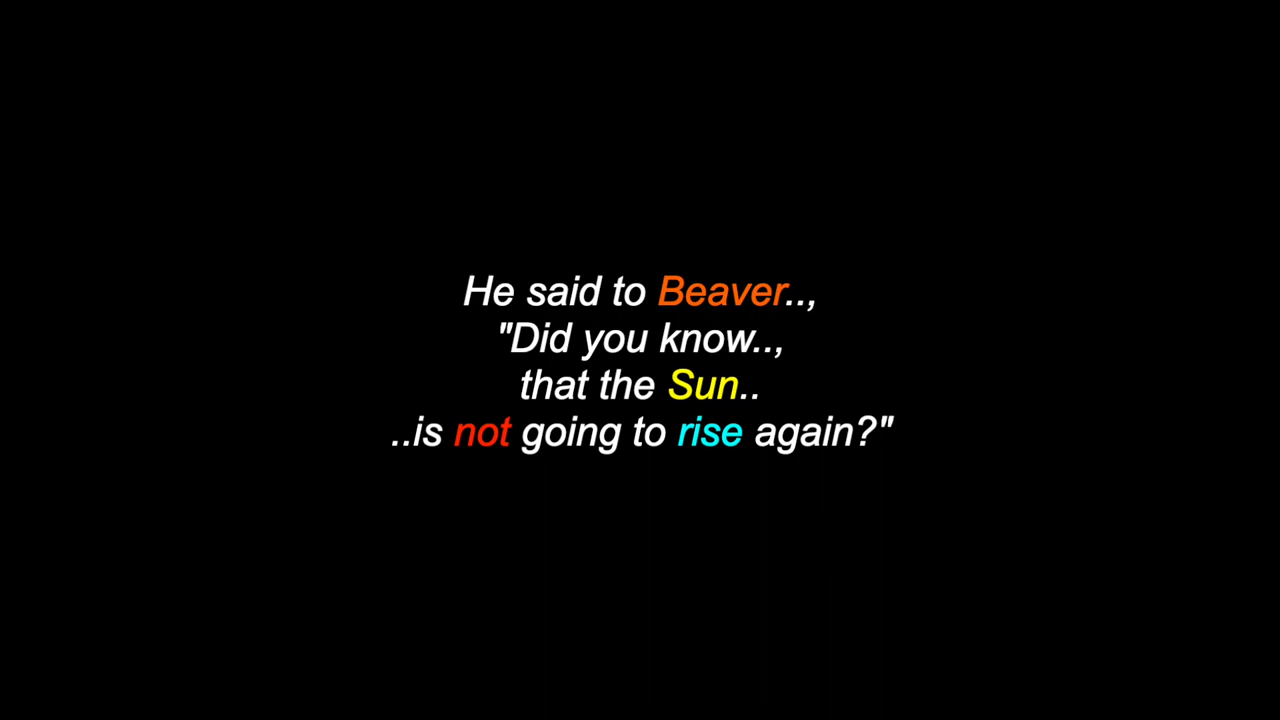 He said to Beaver..,
"Did you know..,
that the Sun..
..is not going to rise again?"